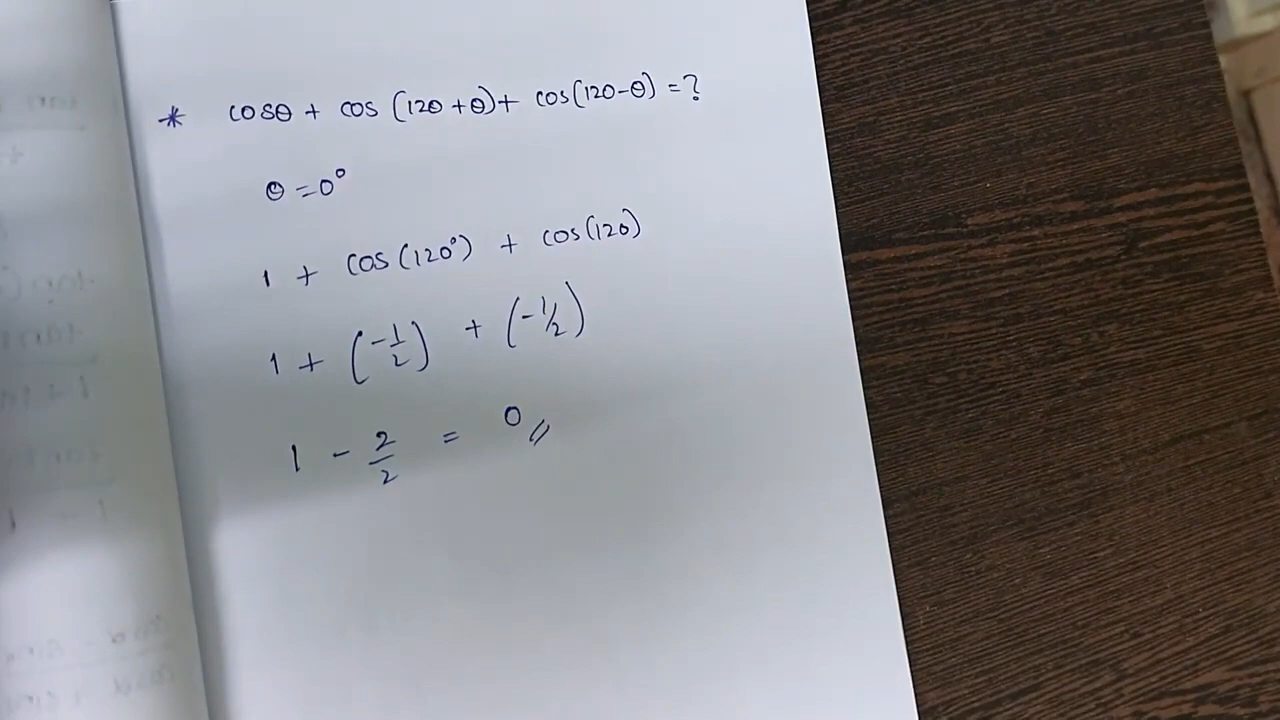 * cosθ + cos (120 + θ) + cos(120 - θ) = ?
θ = 0°
1 + cos (120°) + cos(120)
1 + (-1/2) + (-1/2)
1 - 2/2 = 0